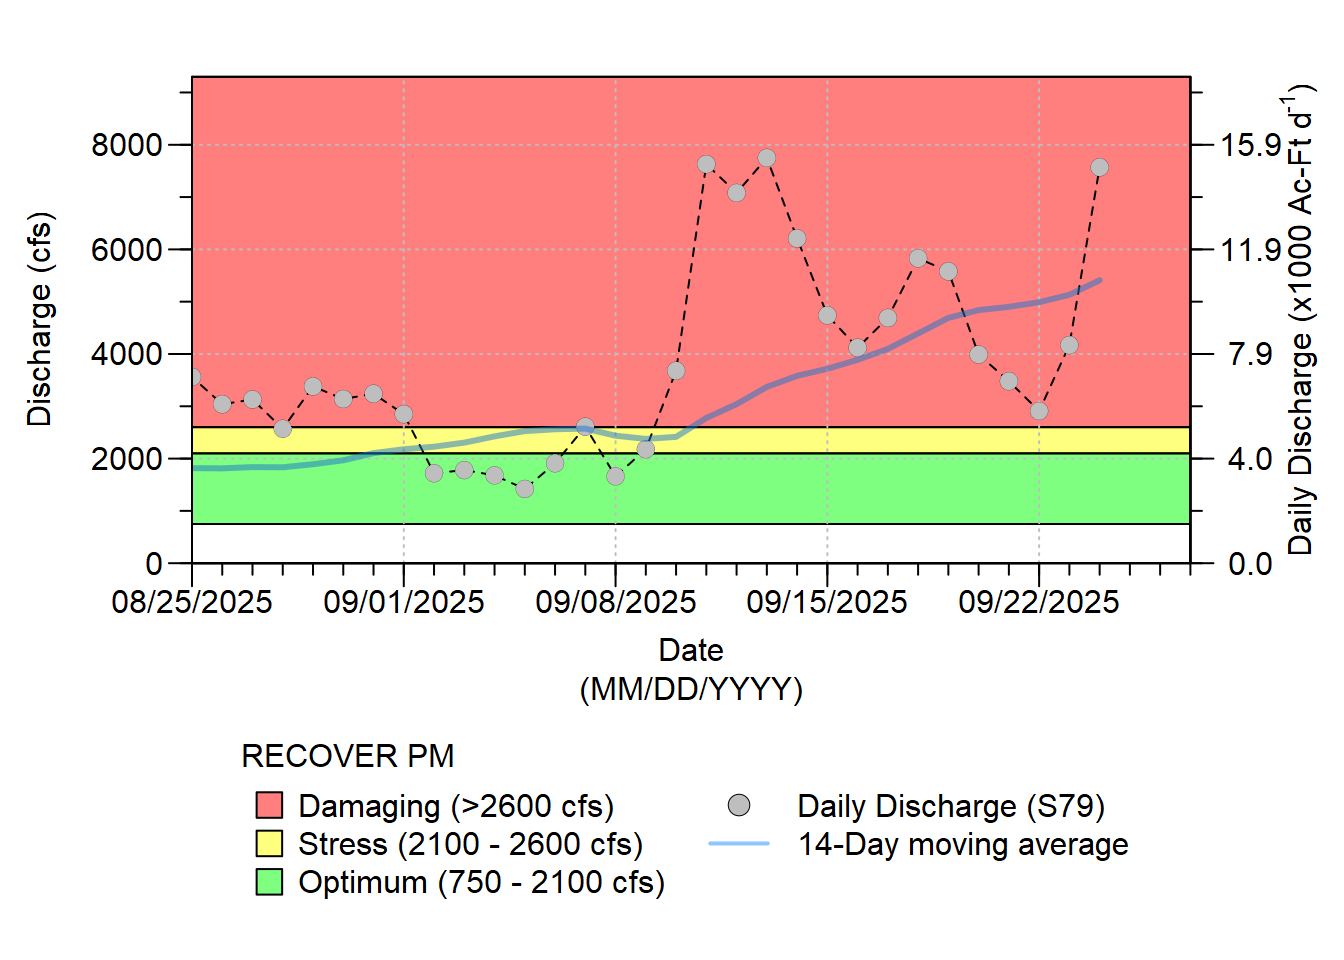 Discharge (cfs)
8000
6000
4000
2000
0
15.9
11.9
7.9
4.0
0.0
Daily Discharge (x1000 Ac-Ft d-1)
08/25/2025 09/01/2025 09/08/2025 09/15/2025 09/22/2025
Date
(MM/DD/YYYY)
RECOVER PM
Damaging (>2600 cfs)
Stress (2100 - 2600 cfs)
Optimum (750 - 2100 cfs)
Daily Discharge (S79)
14-Day moving average